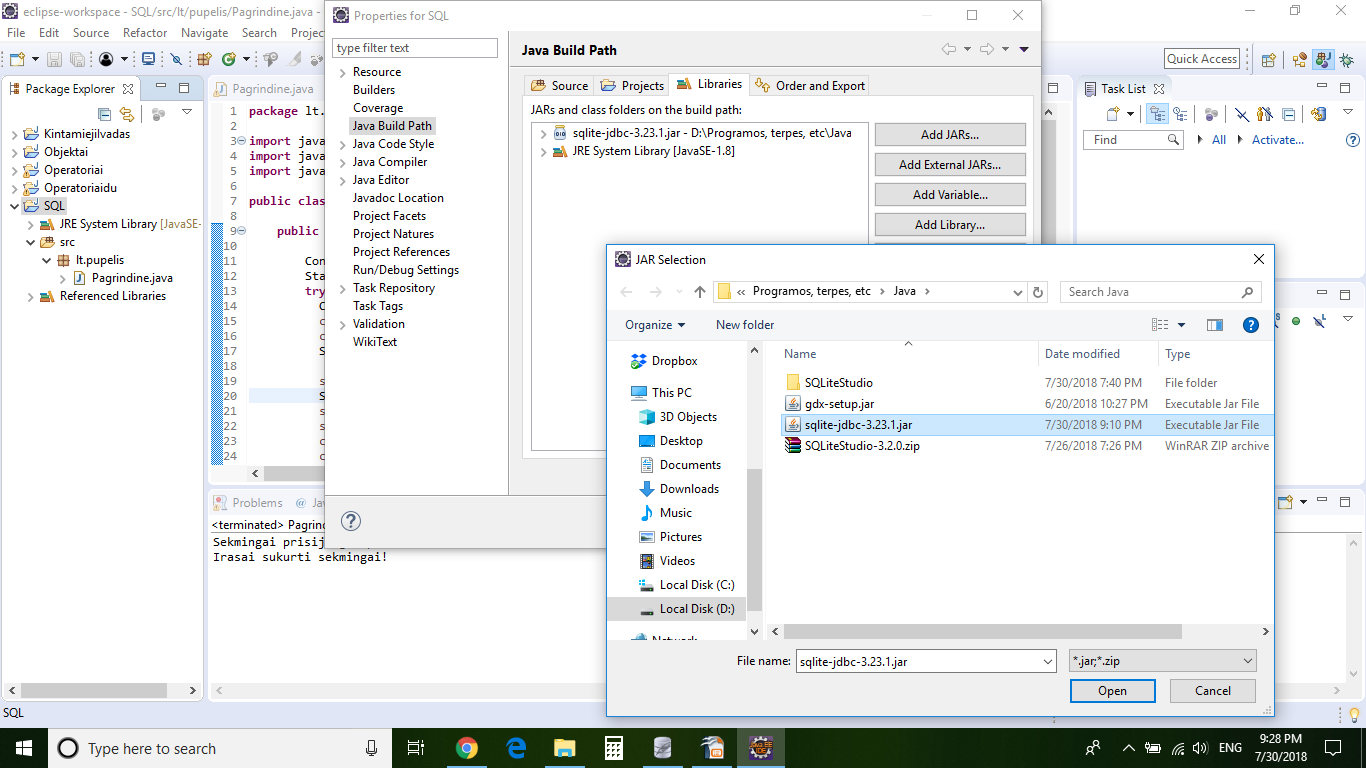 eclipse-workspace - SQL/src/lt/pupelis/Pagrindine.java -
File Edit Source Refactor Navigate Search Projec
Quick Access
Package Explorer
Kintamiejilvadas
Objektai
Operatoriai
Operatoriaidu
SQL
JRE System Library [JavaSE-
src
lt.pupelis
Pagrindine.java
Referenced Libraries
Pagrindine.java
1 package lt.
2
3 import java
4 import java
5 import java
6
7 public clas
8
9 public
10
11 Con
12 Sta
13 try
14
15 c
16 c
17 S
18
19 s
20 S
21 s
22 s
23 c
24 c
Problems @ Ja
<terminated> Pagrin
Sekmingai prisij
Irasai sukurti sekmingai!
Properties for SQL
type filter text
Resource
Builders
Coverage
Java Build Path
Java Code Style
Java Compiler
Java Editor
Javadoc Location
Project Facets
Project Natures
Project References
Run/Debug Settings
Task Repository
Task Tags
Validation
WikiText
Java Build Path
Source Projects Libraries Order and Export
JARs and class folders on the build path:
sqlite-jdbc-3.23.1.jar - D:\Programos, terpes, etc\Java
JRE System Library [JavaSE-1.8]
Add JARs...
Add External JARs...
Add Variable...
Add Library...
Task List
Find
All Activate...
JAR Selection
« Programos, terpes, etc › Java ›
Search Java
Organize New folder
Dropbox
This PC
3D Objects
Desktop
Documents
Downloads
Music
Pictures
Videos
Local Disk (C:)
Local Disk (D:)
Network
Name Date modified Type
SQLiteStudio 7/30/2018 7:40 PM File folder
gdx-setup.jar 6/20/2018 10:27 PM Executable Jar File
sqlite-jdbc-3.23.1.jar 7/30/2018 9:10 PM Executable Jar File
SQLiteStudio-3.2.0.zip 7/26/2018 7:26 PM WinRAR ZIP archive
File name: sqlite-jdbc-3.23.1.jar *.jar;*.zip
Open Cancel
SQL
Type here to search
ENG
9:28 PM
7/30/2018